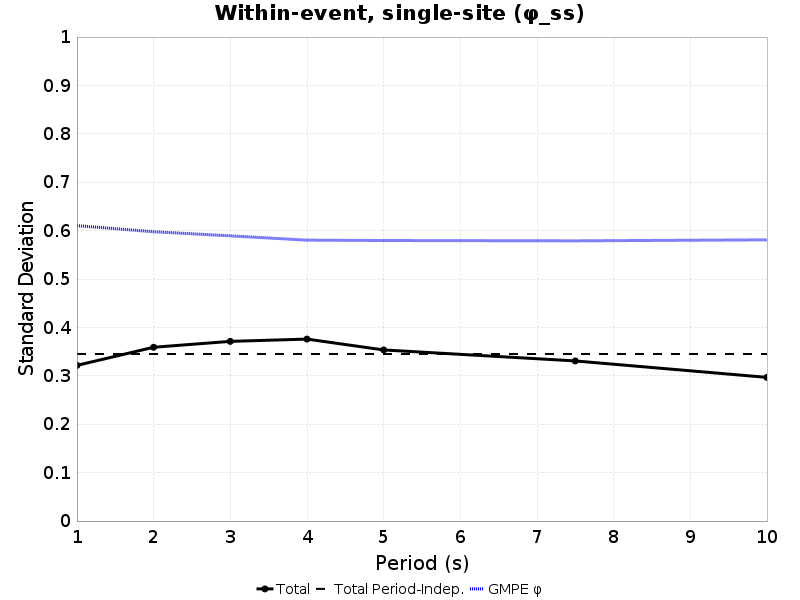 Within-event, single-site (φ_ss)
1
0.9
0.8
0.7
0.6
0.5
0.4
0.3
0.2
0.1
0
Standard Deviation
1 2 3 4 5 6 7 8 9 10
Period (s)
Total Total Period-Indep. GMPE φ